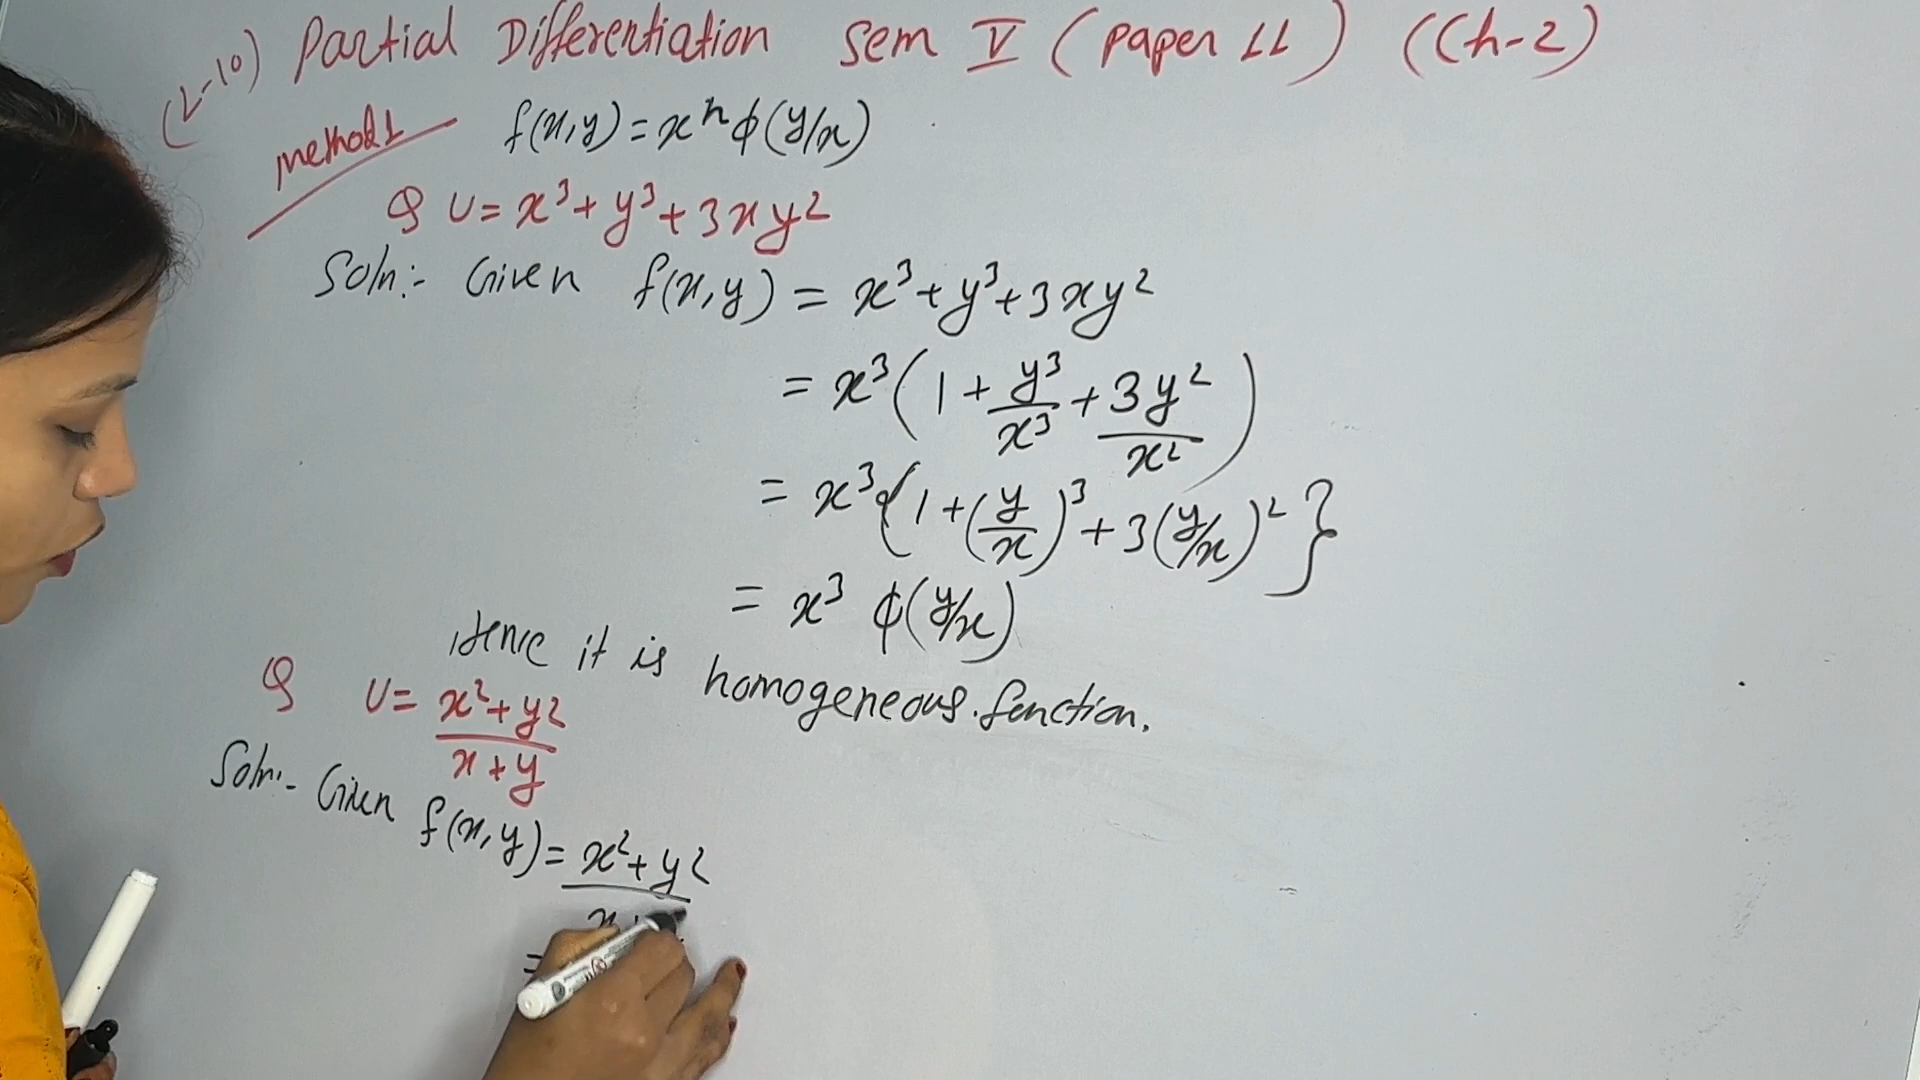 (L-10) Partial Differentiation Sem V (paper 11) (Ch-2)
Method1 f(x,y) = xⁿ ϕ(y/x)
Q U = x³ + y³ + 3xy²
Soln:- Given f(x,y) = x³ + y³ + 3xy²
= x³(1 + y³/x³ + 3y²/x²)
= x³{1 + (y/x)³ + 3(y/x)²}
= x³ ϕ(y/x)
Hence it is homogeneous function.
Q U = x² + y² / x + y
Soln:- Given f(x,y) = x² + y² / x
=